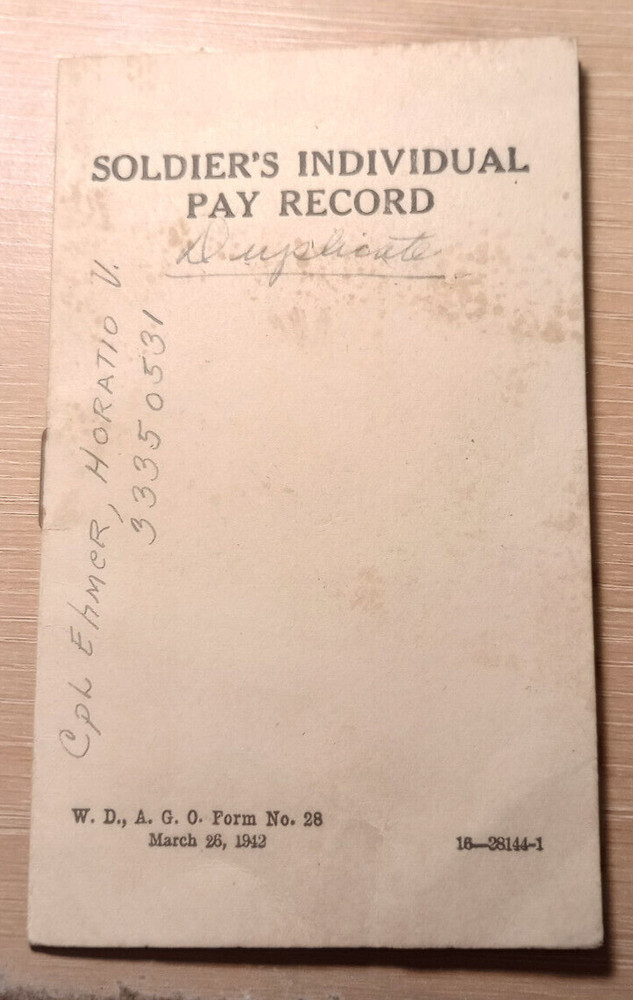 SOLDIER'S INDIVIDUAL
PAY RECORD
Duplicate
Cpl Ehmer, HORATIO V.
33350531
W. D., A. G. O. Form No. 28
March 26, 1942
16—28144-1